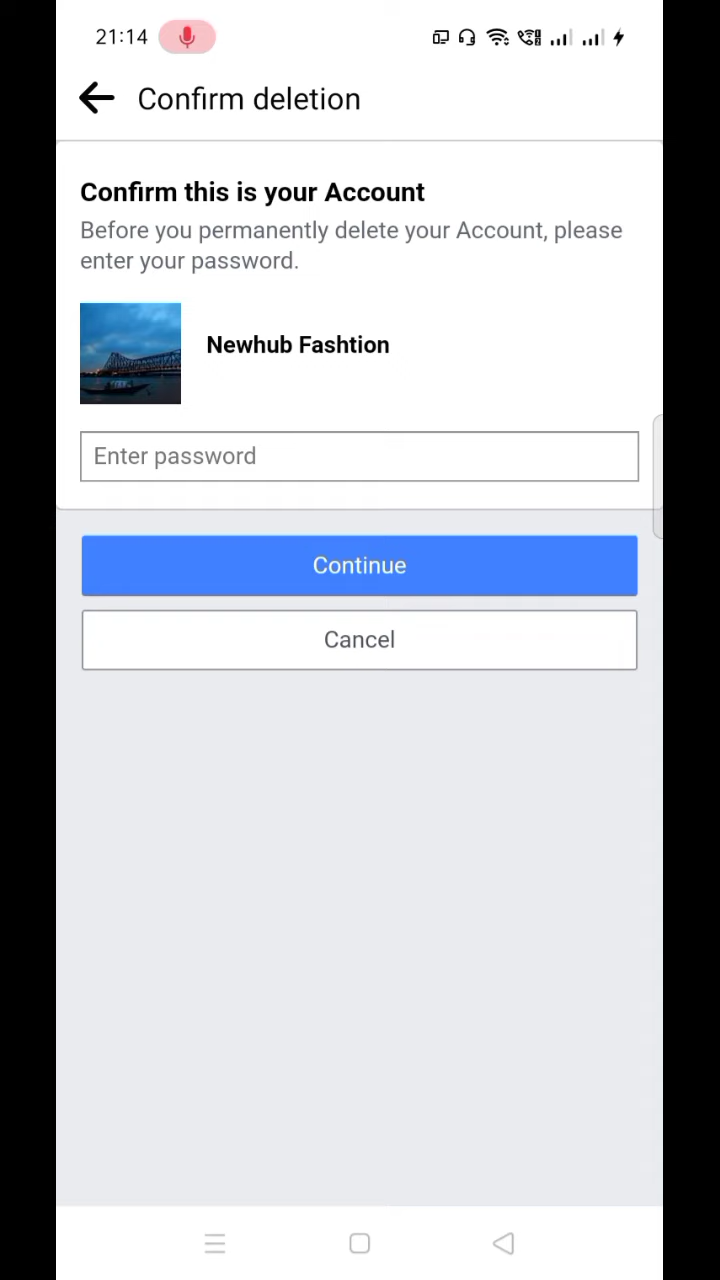 21:14
Confirm deletion
Confirm this is your Account
Before you permanently delete your Account, please
enter your password.
Newhub Fashtion
Enter password
Continue
Cancel